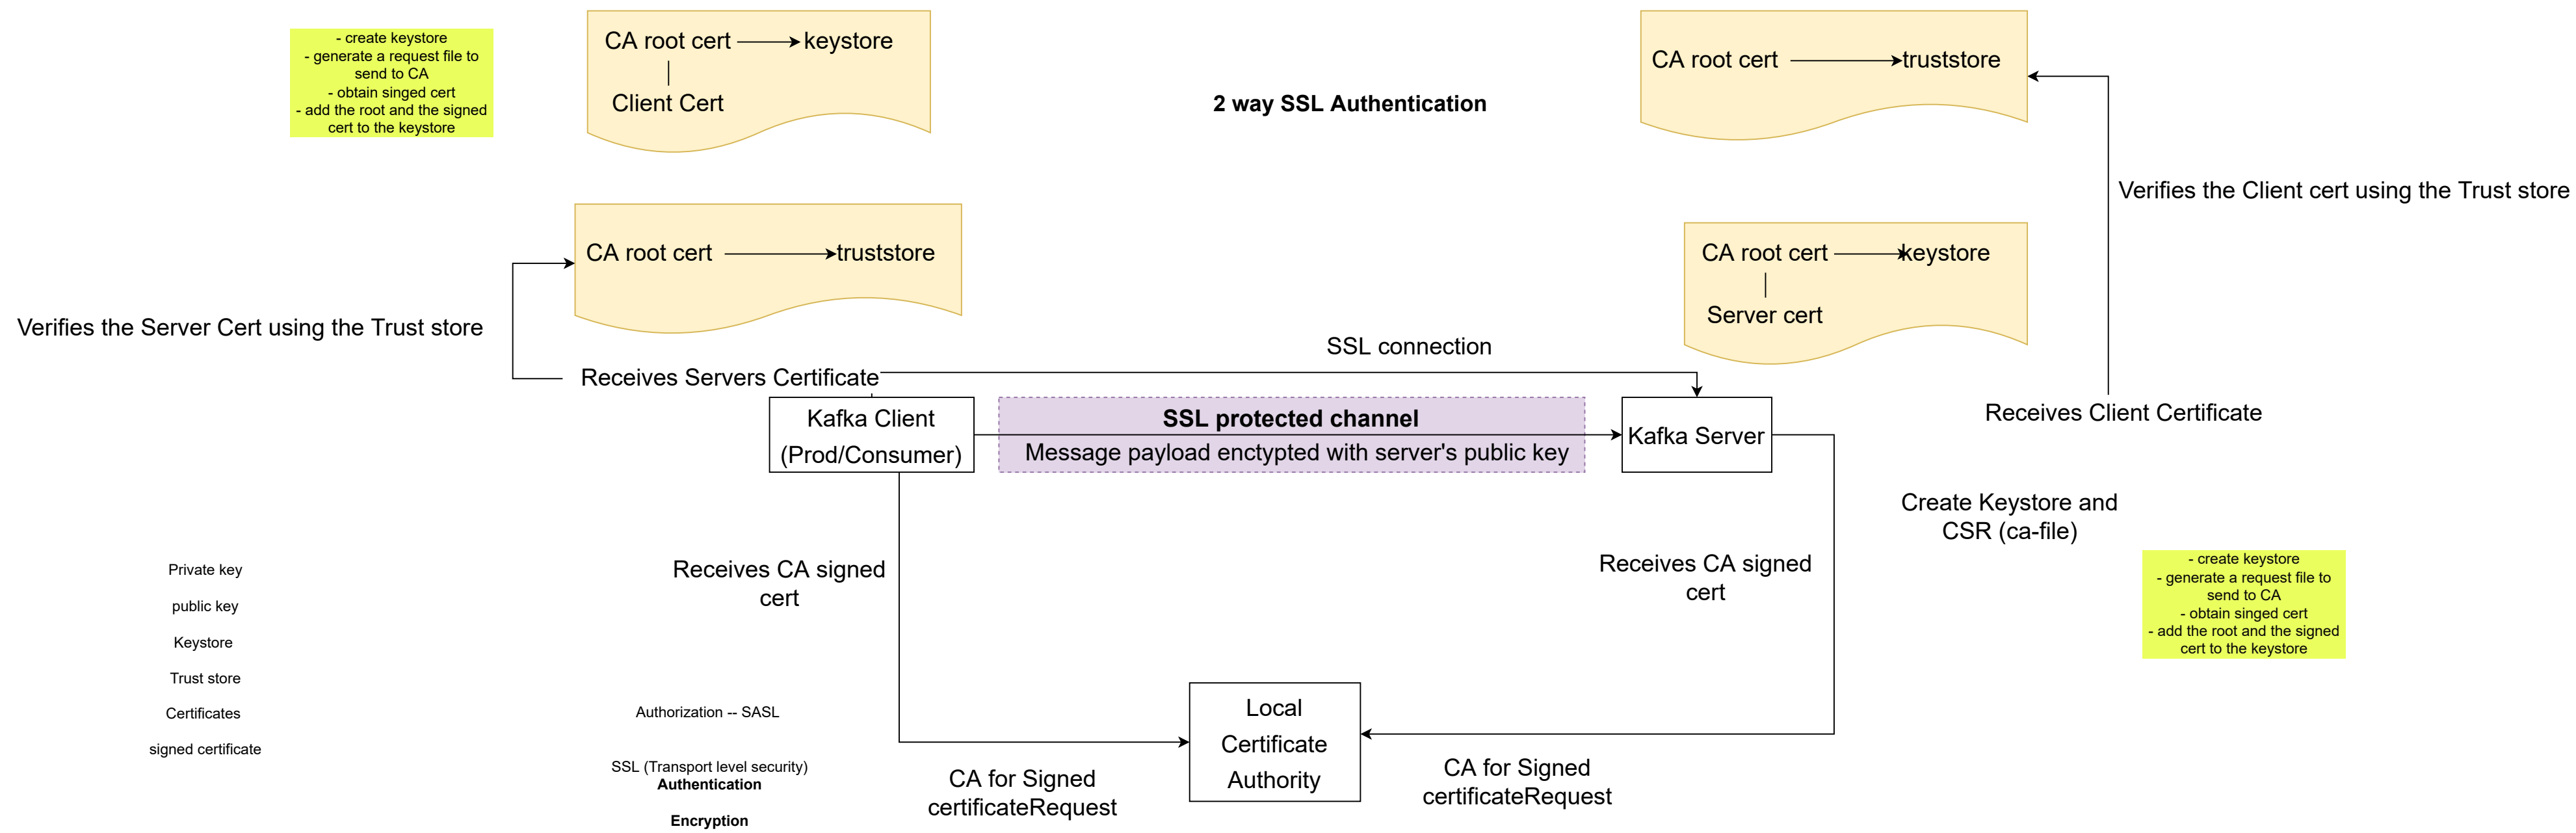 - create keystore
- generate a request file to
send to CA
- obtain singed cert
- add the root and the signed
cert to the keystore
CA root cert
keystore
Client Cert
2 way SSL Authentication
CA root cert
truststore
Verifies the Client cert using the Trust store
CA root cert
truststore
CA root cert
keystore
Server cert
Verifies the Server Cert using the Trust store
SSL connection
Receives Servers Certificate
Receives Client Certificate
Kafka Client
(Prod/Consumer)
SSL protected channel
Message payload enctypted with server's public key
Kafka Server
Create Keystore and
CSR (ca-file)
- create keystore
- generate a request file to
send to CA
- obtain singed cert
- add the root and the signed
cert to the keystore
Receives CA signed
cert
Receives CA signed
cert
Private key
public key
Keystore
Trust store
Certificates
signed certificate
Authorization -- SASL
SSL (Transport level security)
Authentication
Encryption
Local
Certificate
Authority
CA for Signed
certificateRequest
CA for Signed
certificateRequest